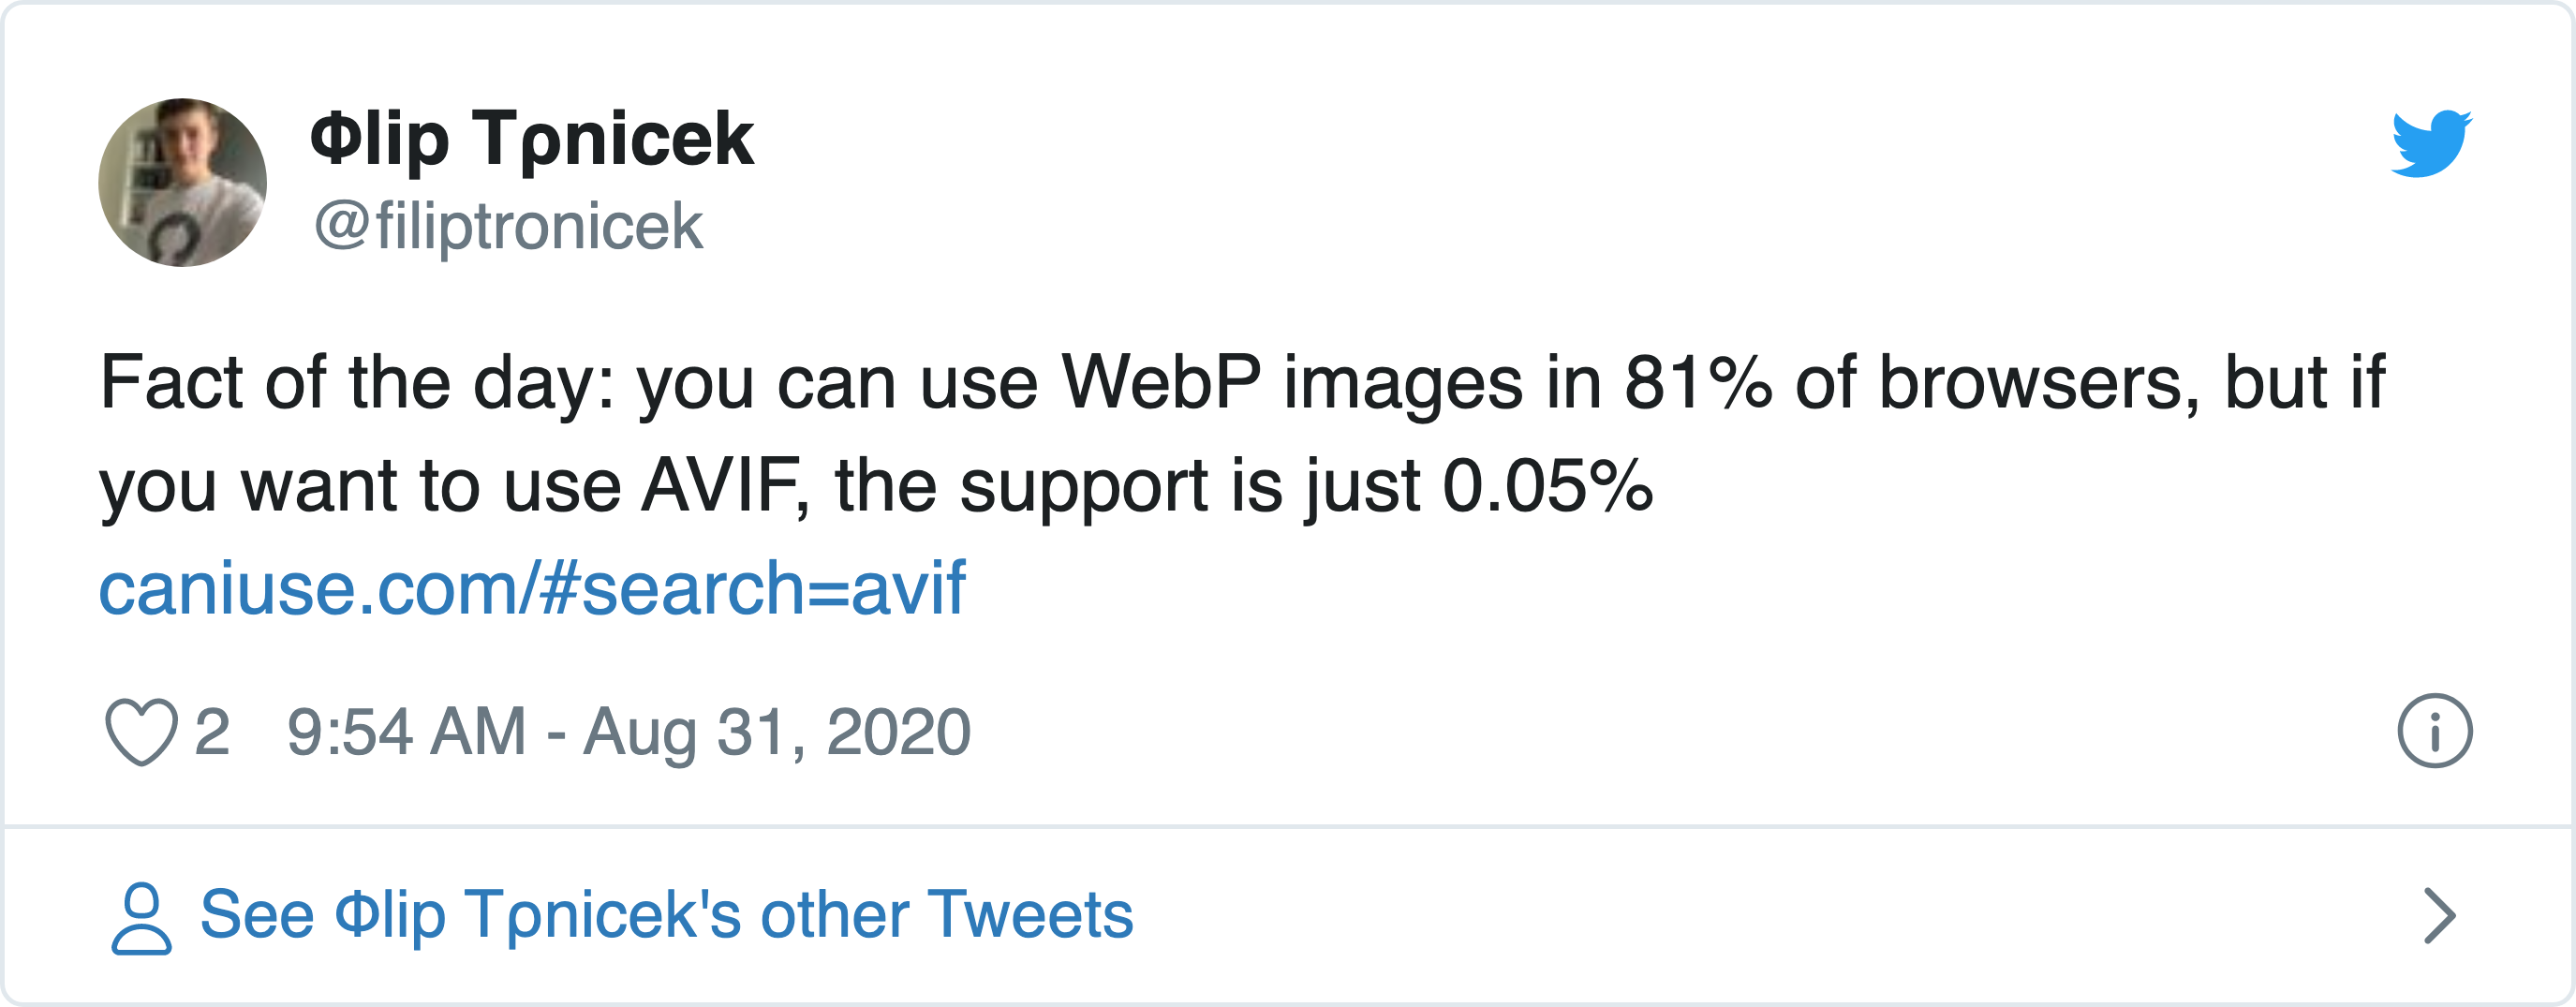 Φlip Tρnicek
@filiptronicek
Fact of the day: you can use WebP images in 81% of browsers, but if
you want to use AVIF, the support is just 0.05%
caniuse.com/#search=avif
2 9:54 AM - Aug 31, 2020
See Φlip Tρnicek's other Tweets